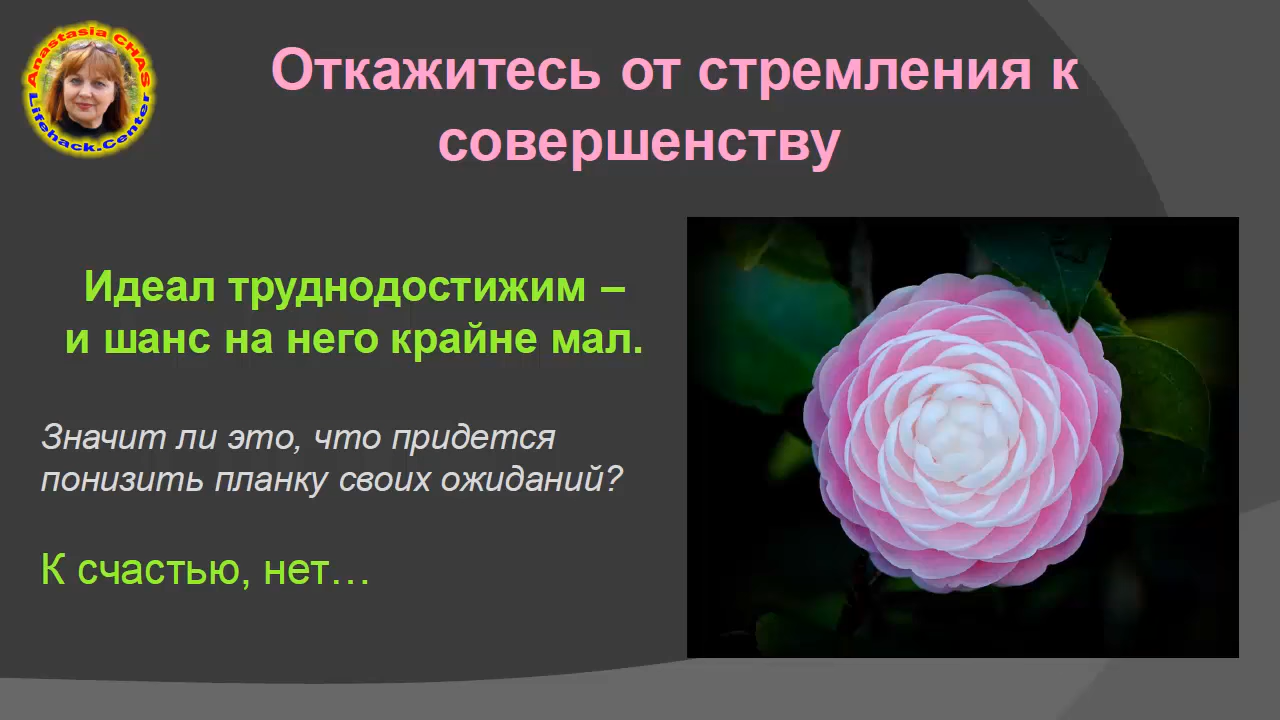 Anastasia CHAS
Lifehack.Center
Откажитесь от стремления к
совершенству
Идеал труднодостижим –
и шанс на него крайне мал.
Значит ли это, что придется
понизить планку своих ожиданий?
К счастью, нет…